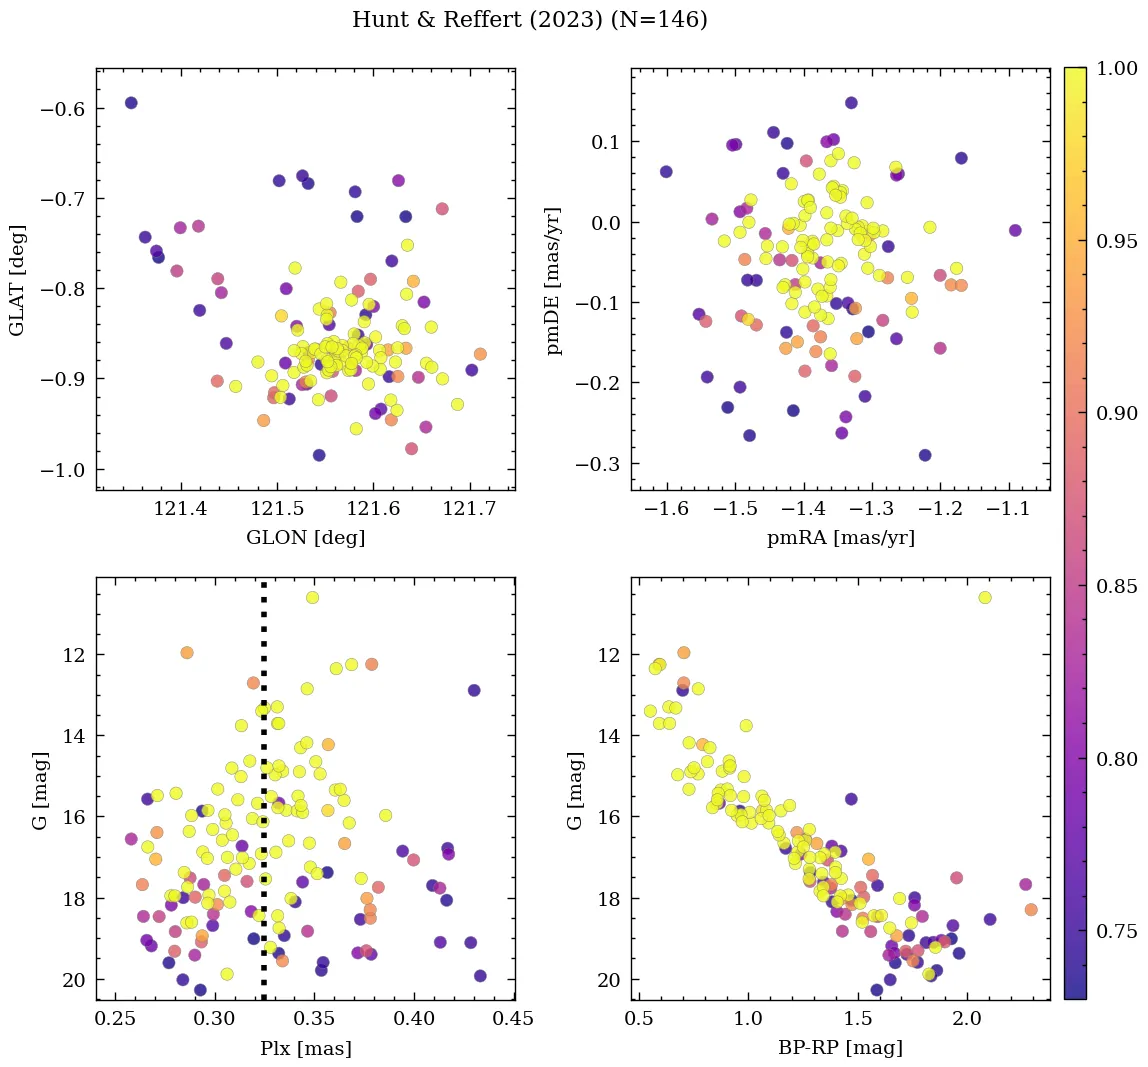 Hunt & Reffert (2023) (N=146)
−0.6
−0.7
−0.8
−0.9
−1.0
GLAT [deg]
121.4 121.5 121.6 121.7
GLON [deg]
0.1
0.0
−0.1
−0.2
−0.3
pmDE [mas/yr]
−1.6 −1.5 −1.4 −1.3 −1.2 −1.1
pmRA [mas/yr]
1.00
0.95
0.90
0.85
0.80
0.75
12
14
16
18
20
G [mag]
0.25 0.30 0.35 0.40 0.45
Plx [mas]
12
14
16
18
20
G [mag]
0.5 1.0 1.5 2.0
BP-RP [mag]